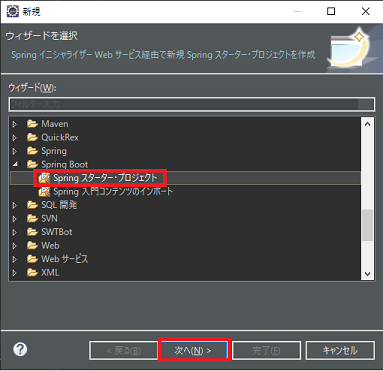 新規
ウィザードを選択
Spring イニシャライザー Web サービス経由で新規 Spring スターター・プロジェクトを作成
ウィザード(W):
フィルター入力
Maven
QuickRex
Spring
Spring Boot
Spring スターター・プロジェクト
Spring 入門コンテンツのインポート
SQL 開発
SVN
SWTBot
Web
Web サービス
XML
?
< 戻る(B)
次へ(N) >
完了(F)
キャンセル